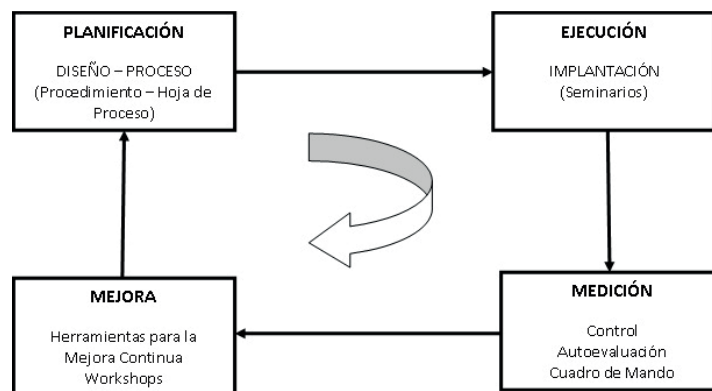 PLANIFICACIÓN
DISEÑO – PROCESO
(Procedimiento – Hoja de
Proceso)
EJECUCIÓN
IMPLANTACIÓN
(Seminarios)
MEJORA
Herramientas para la
Mejora Continua
Workshops
MEDICIÓN
Control
Autoevaluación
Cuadro de Mando